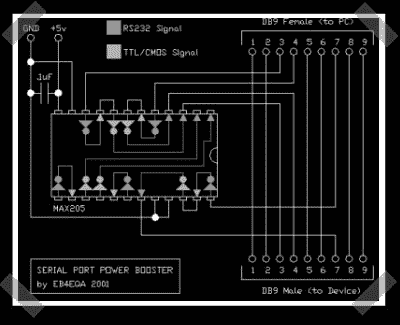 GND +5v
RS232 Signal
TTL/CMOS Signal
DB9 Female (to PC)
1 2 3 4 5 6 7 8 9
.1uF
MAX205
SERIAL PORT POWER BOOSTER
by EB4EQA 2001
1 2 3 4 5 6 7 8 9
DB9 Male (to Device)